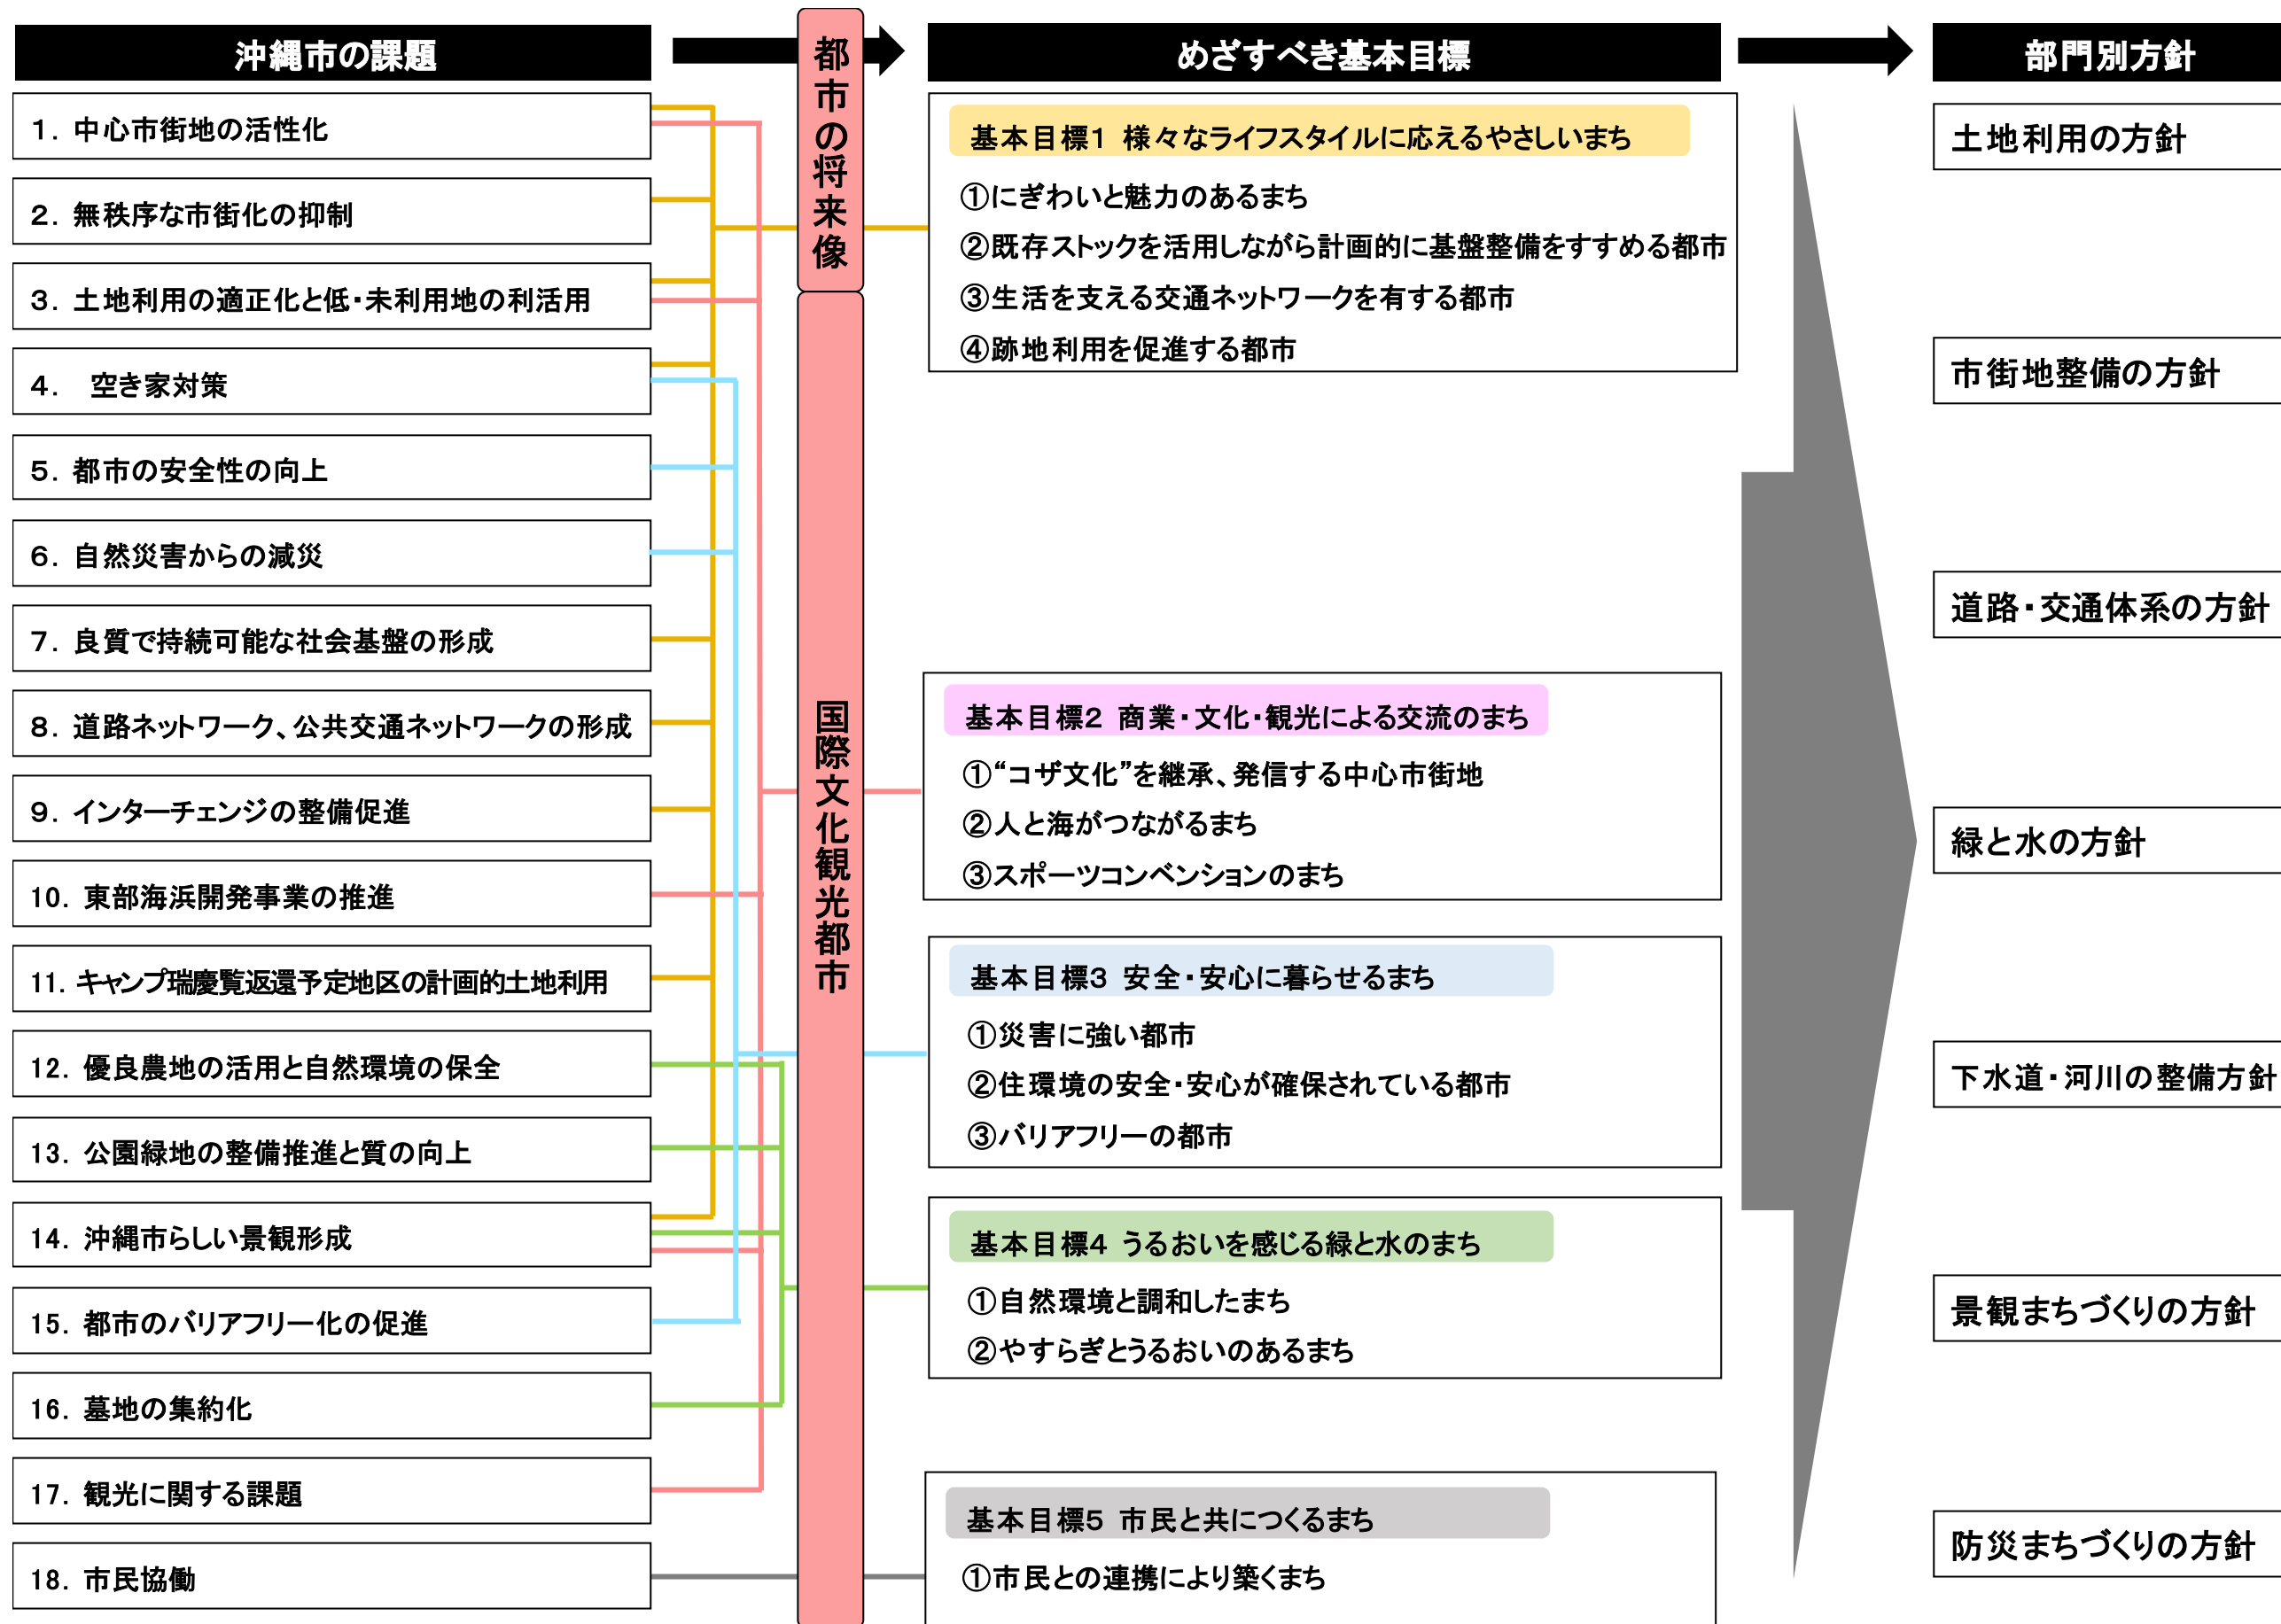 沖縄市の課題
1. 中心市街地の活性化
2. 無秩序な市街化の抑制
3. 土地利用の適正化と低・未利用地の利活用
4. 空き家対策
5. 都市の安全性の向上
6. 自然災害からの減災
7. 良質で持続可能な社会基盤の形成
8. 道路ネットワーク、公共交通ネットワークの形成
9. インターチェンジの整備促進
10. 東部海浜開発事業の推進
11. キャンプ瑞慶覧返還予定地区の計画的土地利用
12. 優良農地の活用と自然環境の保全
13. 公園緑地の整備推進と質の向上
14. 沖縄市らしい景観形成
15. 都市のバリアフリー化の促進
16. 墓地の集約化
17. 観光に関する課題
18. 市民協働
都市の将来像
国際文化観光都市
めざすべき基本目標
基本目標1 様々なライフスタイルに応えるやさしいまち
①にぎわいと魅力のあるまち
②既存ストックを活用しながら計画的に基盤整備をすすめる都市
③生活を支える交通ネットワークを有する都市
④跡地利用を促進する都市
基本目標2 商業・文化・観光による交流のまち
①“コザ文化”を継承、発信する中心市街地
②人と海がつながるまち
③スポーツコンベンションのまち
基本目標3 安全・安心に暮らせるまち
①災害に強い都市
②住環境の安全・安心が確保されている都市
③バリアフリーの都市
基本目標4 うるおいを感じる緑と水のまち
①自然環境と調和したまち
②やすらぎとうるおいのあるまち
基本目標5 市民と共につくるまち
①市民との連携により築くまち
部門別方針
土地利用の方針
市街地整備の方針
道路・交通体系の方針
緑と水の方針
下水道・河川の整備方針
景観まちづくりの方針
防災まちづくりの方針